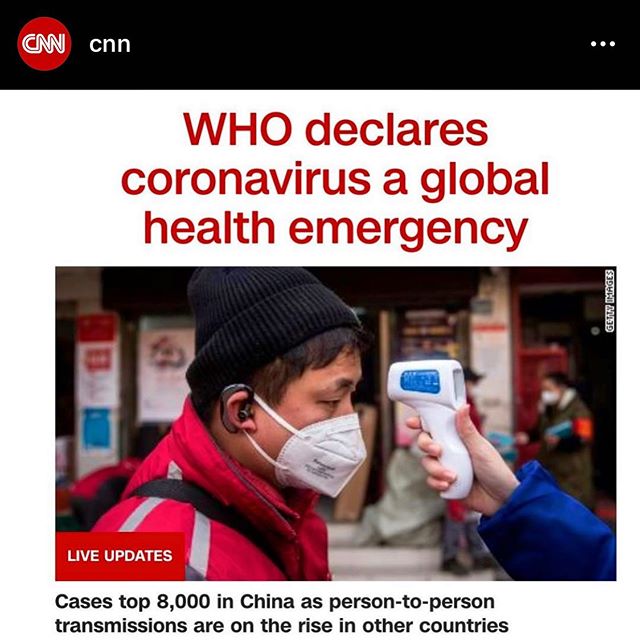 CNN cnn
WHO declares
coronavirus a global
health emergency
GETTY IMAGES
LIVE UPDATES
Cases top 8,000 in China as person-to-person
transmissions are on the rise in other countries